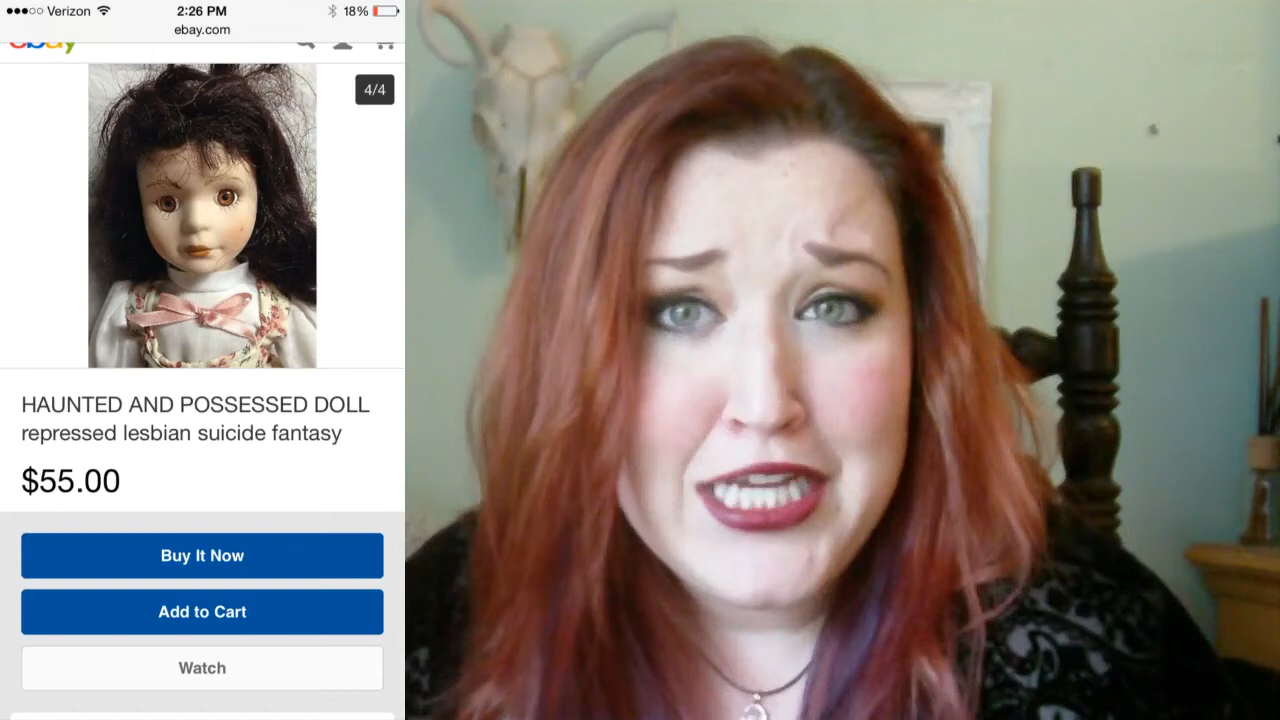 Verizon
2:26 PM
18%
ebay.com
ebay
4/4
HAUNTED AND POSSESSED DOLL
repressed lesbian suicide fantasy
$55.00
Buy It Now
Add to Cart
Watch